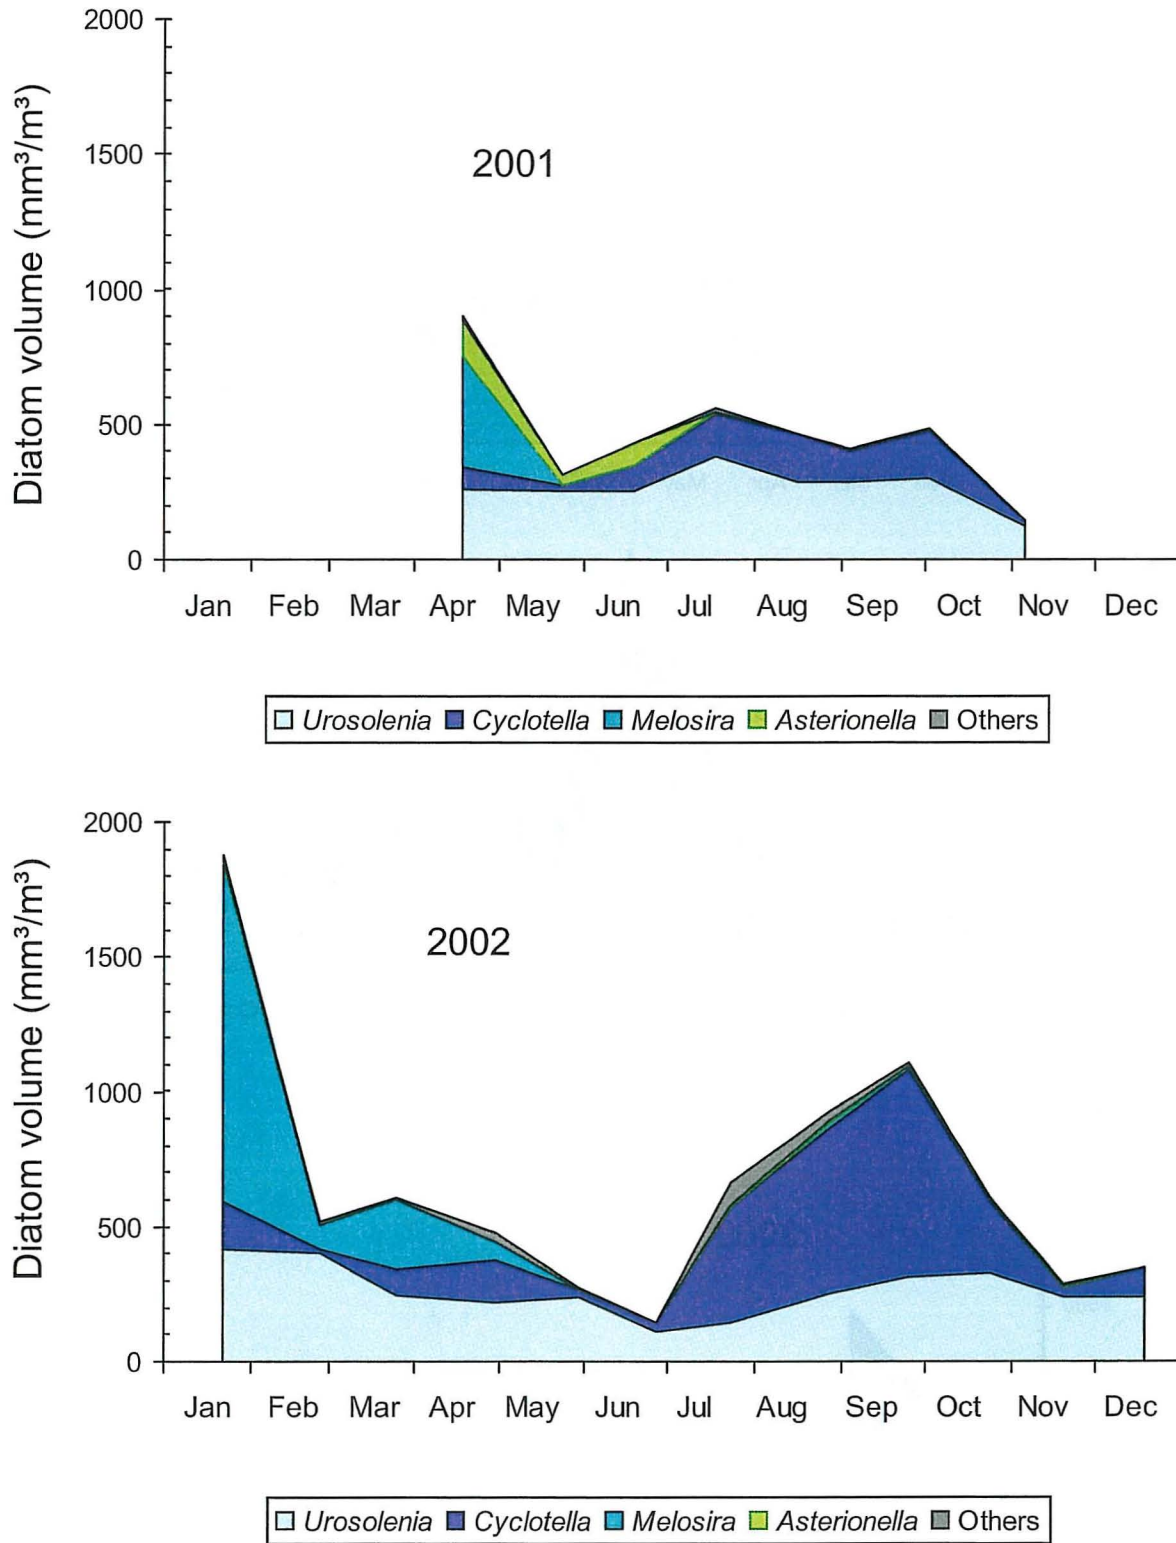 2000
1500
1000
500
0
Diatom volume (mm³/m³)
2001
Jan Feb Mar Apr May Jun Jul Aug Sep Oct Nov Dec
Urosolenia Cyclotella Melosira Asterionella Others
2000
1500
1000
500
0
Diatom volume (mm³/m³)
2002
Jan Feb Mar Apr May Jun Jul Aug Sep Oct Nov Dec
Urosolenia Cyclotella Melosira Asterionella Others